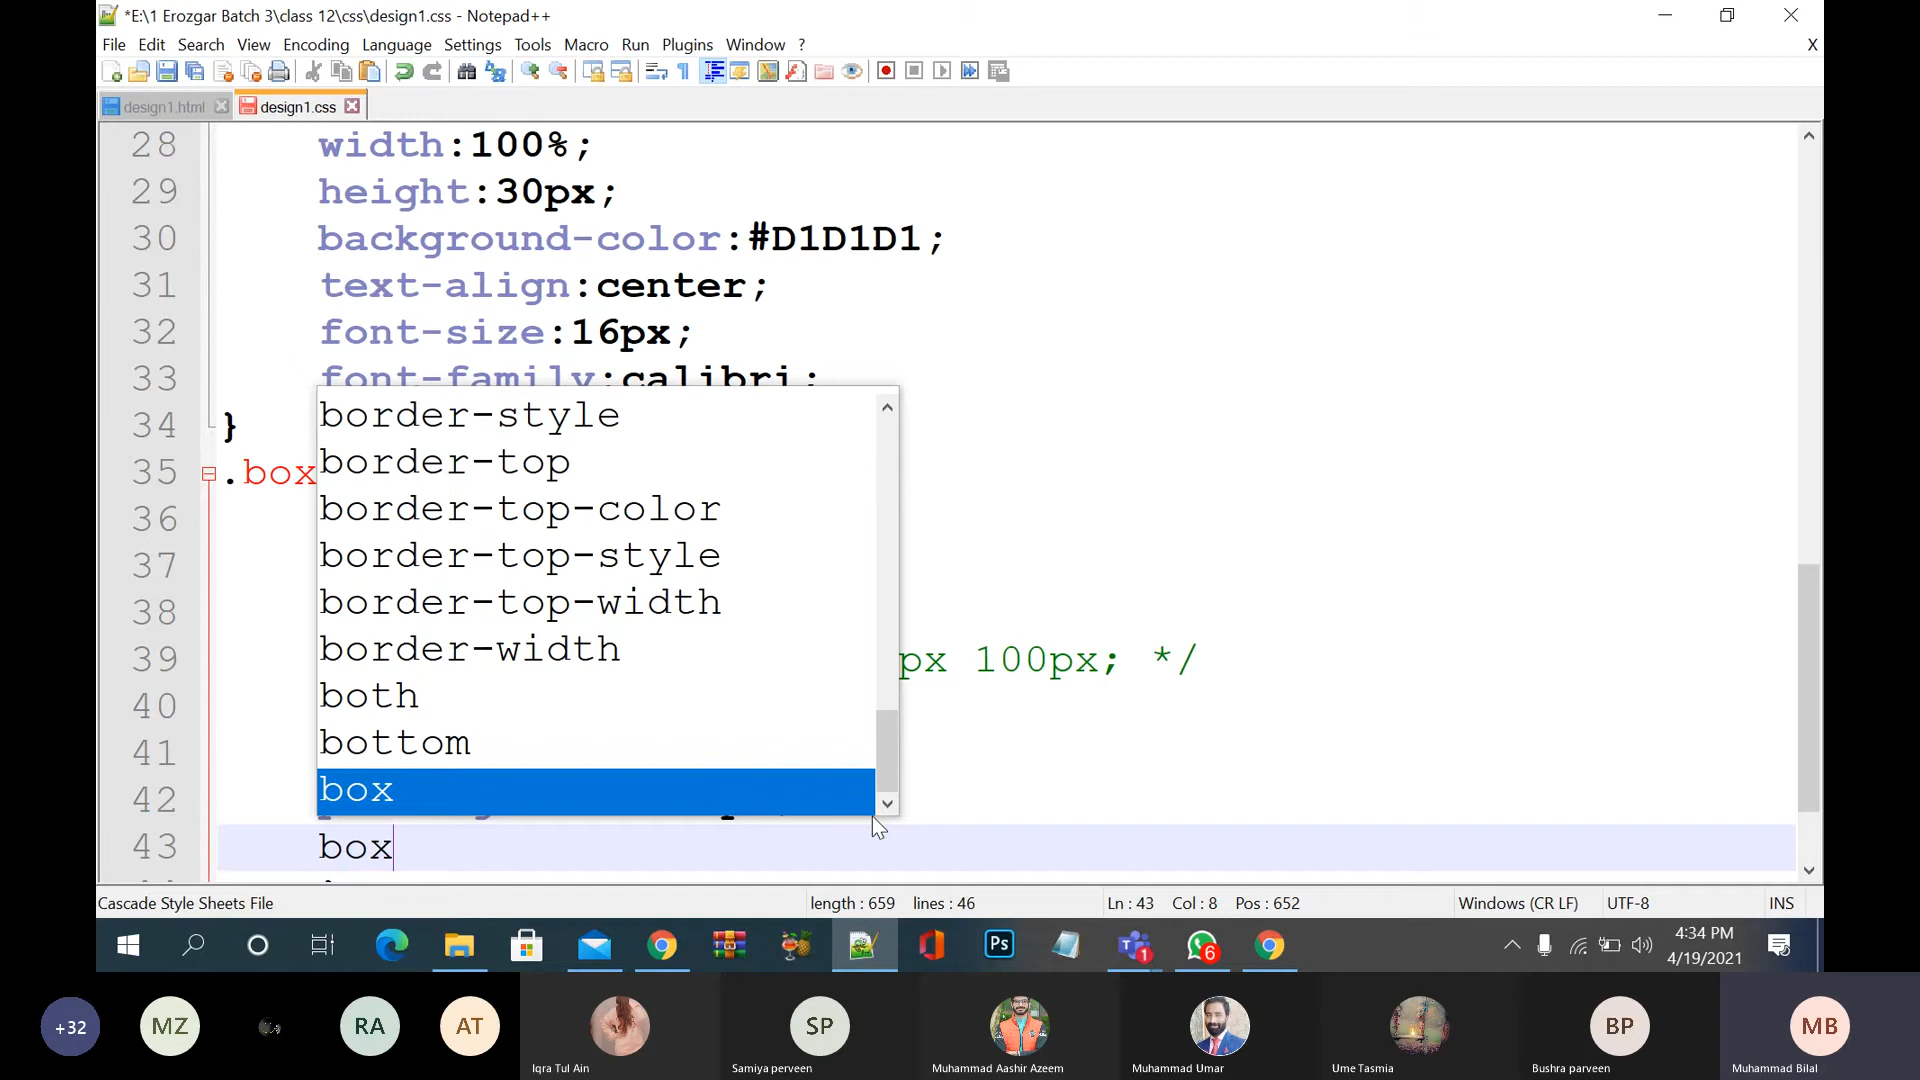 *E:\1 Erozgar Batch 3\class 12\css\design1.css - Notepad++
File Edit Search View Encoding Language Settings Tools Macro Run Plugins Window ? X
design1.html design1.css
28 width:100%;
29 height:30px;
30 background-color:#D1D1D1;
31 text-align:center;
32 font-size:16px;
33 font-family:calibri;
34 }
35 .box
36
37
38
39 px 100px; */
40
41
42
43 box
border-style
border-top
border-top-color
border-top-style
border-top-width
border-width
both
bottom
box
Cascade Style Sheets File length : 659 lines : 46 Ln : 43 Col : 8 Pos : 652 Windows (CR LF) UTF-8 INS
Ps 1 6 4:34 PM
4/19/2021
+32 MZ RA AT SP BP MB
Iqra Tul Ain Samiya perveen Muhammad Aashir Azeem Muhammad Umar Ume Tasmia Bushra parveen Muhammad Bilal